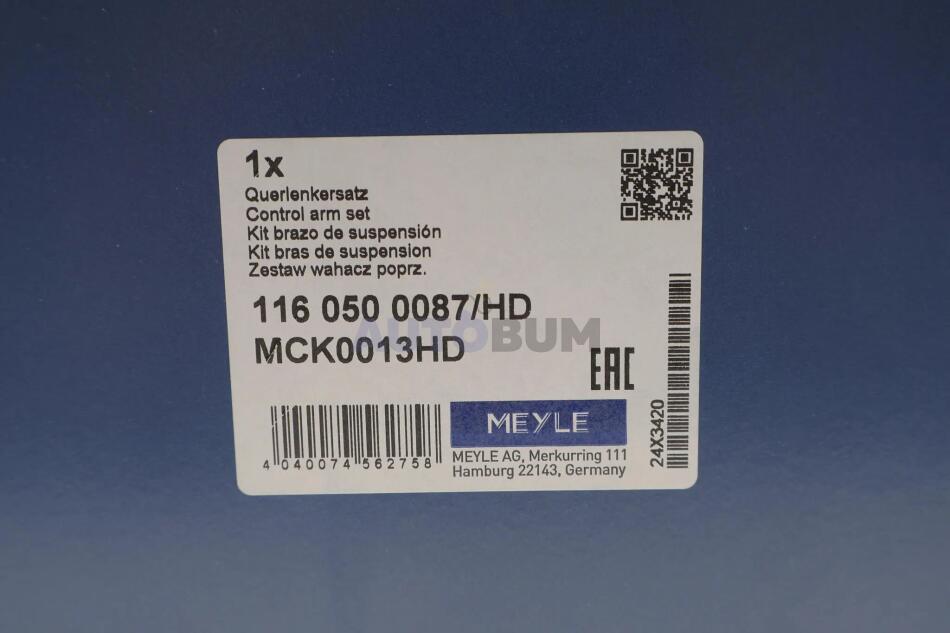 1x
Querlenkersatz
Control arm set
Kit brazo de suspensión
Kit bras de suspension
Zestaw wahacz poprz.
116 050 0087/HD
AUTOBUM
MCK0013HD
EAC
4 040074 562758
MEYLE
MEYLE AG, Merkurring 111
Hamburg 22143, Germany
24X3420